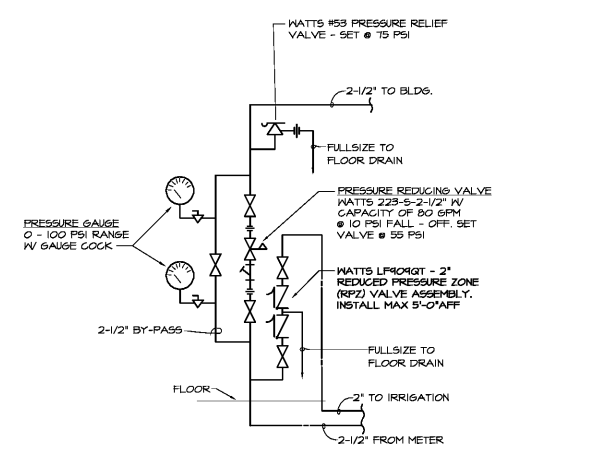 WATTS #53 PRESSURE RELIEF
VALVE - SET @ 75 PSI
2-1/2" TO BLDG.
FULLSIZE TO
FLOOR DRAIN
PRESSURE REDUCING VALVE
WATTS 223-S-2-1/2" W/
CAPACITY OF 80 GPM
@ 10 PSI FALL - OFF. SET
VALVE @ 55 PSI
PRESSURE GAUGE
0 - 100 PSI RANGE
W/ GAUGE COCK
WATTS LF909QT - 2"
REDUCED PRESSURE ZONE
(RPZ) VALVE ASSEMBLY.
INSTALL MAX 5'-0"AFF
2-1/2" BY-PASS
FULLSIZE TO
FLOOR DRAIN
FLOOR
2" TO IRRIGATION
2-1/2" FROM METER